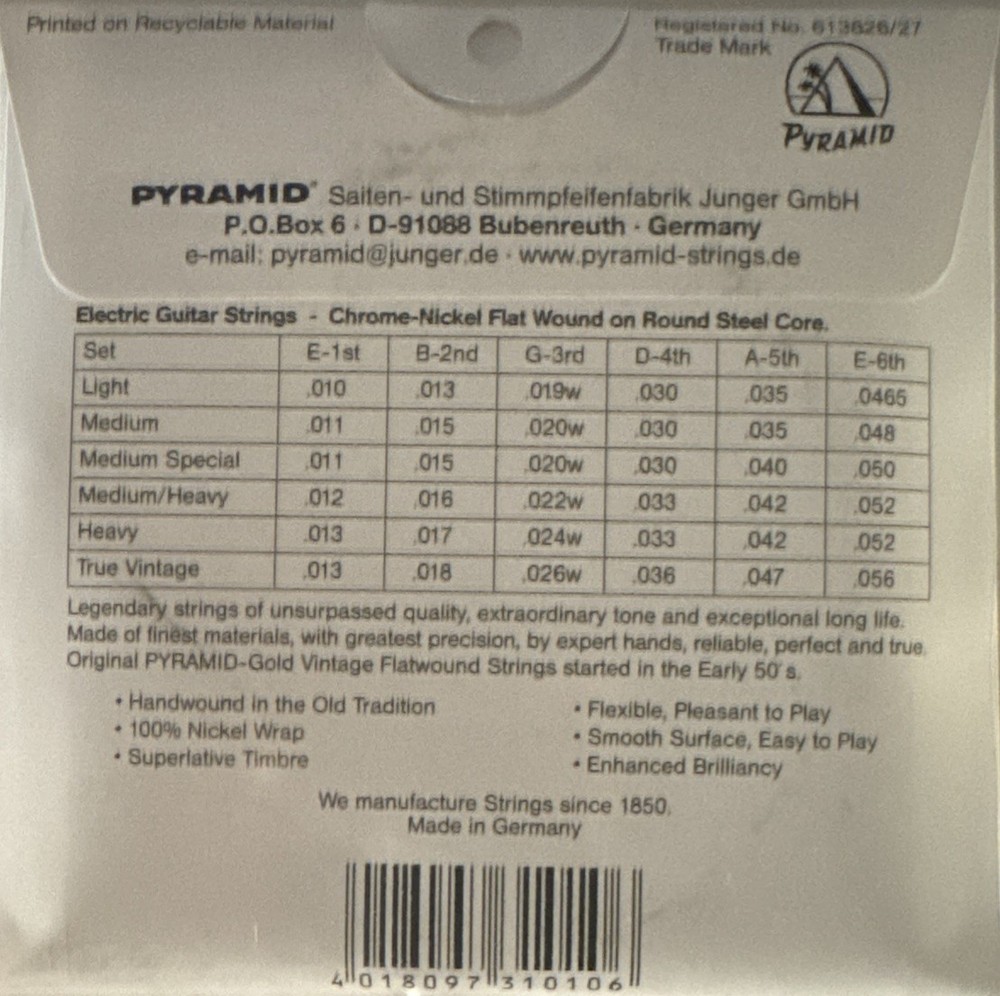 Printed on Recyclable Material
Registered No. 613626/27
Trade Mark
PYRAMID
PYRAMID® Saiten- und Stimmpfeifenfabrik Junger GmbH
P.O.Box 6 · D-91088 Bubenreuth · Germany
e-mail: pyramid@junger.de · www.pyramid-strings.de
Electric Guitar Strings - Chrome-Nickel Flat Wound on Round Steel Core.
Set E-1st B-2nd G-3rd D-4th A-5th E-6th
Light .010 .013 .019w .030 .035 .0465
Medium .011 .015 .020w .030 .035 .048
Medium Special .011 .015 .020w .030 .040 .050
Medium/Heavy .012 .016 .022w .033 .042 .052
Heavy .013 .017 .024w .033 .042 .052
True Vintage .013 .018 .026w .036 .047 .056
Legendary strings of unsurpassed quality, extraordinary tone and exceptional long life.
Made of finest materials, with greatest precision, by expert hands, reliable, perfect and true.
Original PYRAMID-Gold Vintage Flatwound Strings started in the Early 50's.
• Handwound in the Old Tradition
• 100% Nickel Wrap
• Superlative Timbre
• Flexible, Pleasant to Play
• Smooth Surface, Easy to Play
• Enhanced Brilliancy
We manufacture Strings since 1850.
Made in Germany
4 018097 310106